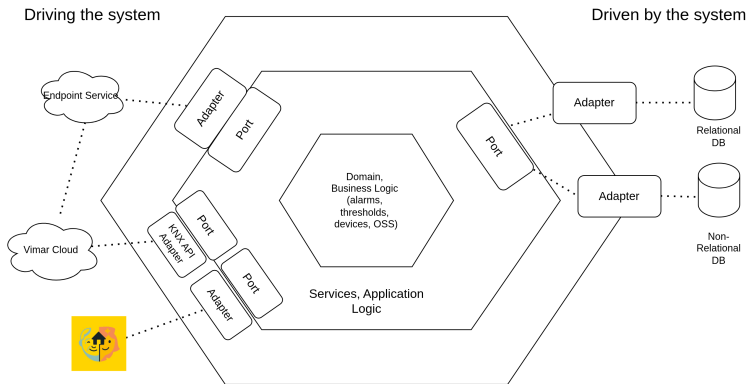 Driving the system
Driven by the system
Endpoint Service
Adapter
Port
Port
Adapter
Relational
DB
Adapter
Non-
Relational
DB
Domain,
Business Logic
(alarms,
thresholds,
devices, OSS)
Vimar Cloud
KNX API
Adapter
Port
Adapter
Port
Services, Application
Logic